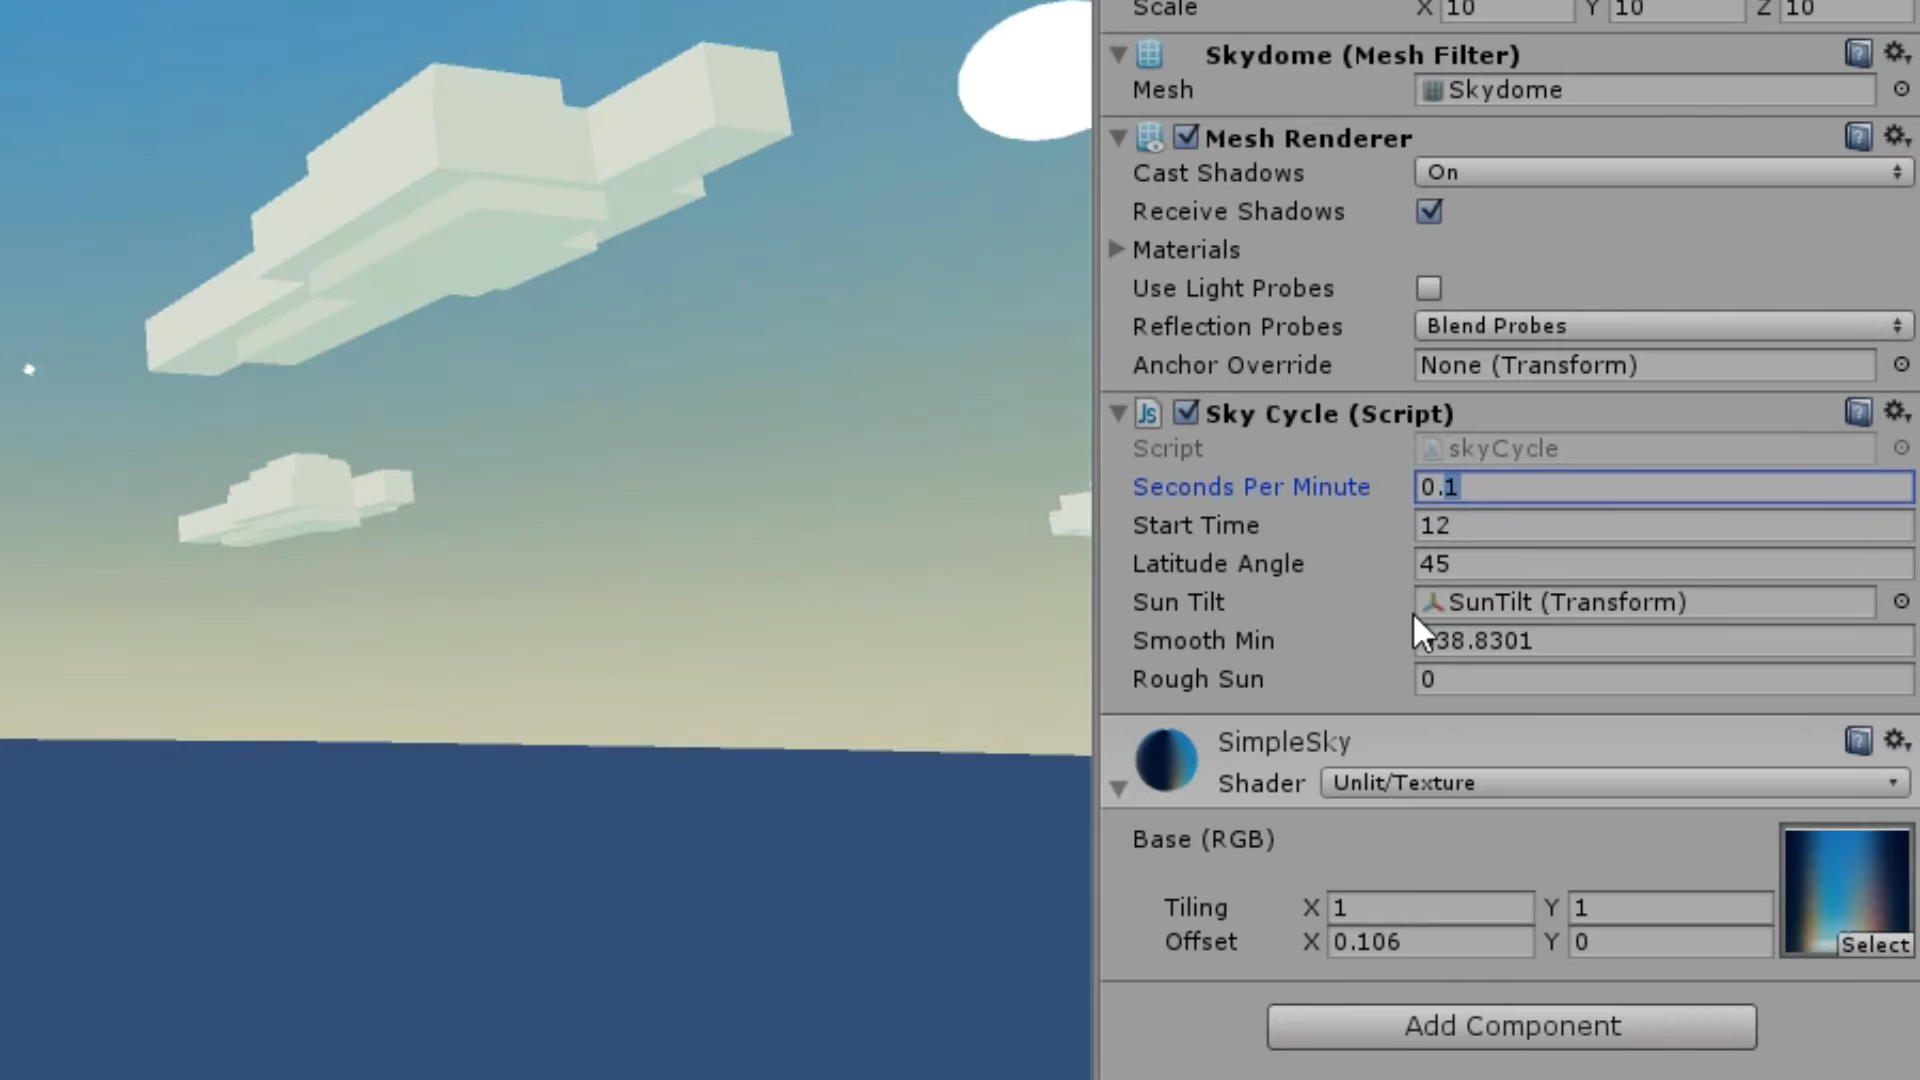 Scale X 10 Y 10 Z 10
Skydome (Mesh Filter)
Mesh Skydome
Mesh Renderer
Cast Shadows On
Receive Shadows
Materials
Use Light Probes
Reflection Probes Blend Probes
Anchor Override None (Transform)
Js Sky Cycle (Script)
Script skyCycle
Seconds Per Minute 0.1
Start Time 12
Latitude Angle 45
Sun Tilt SunTilt (Transform)
Smooth Min 38.8301
Rough Sun 0
SimpleSky
Shader Unlit/Texture
Base (RGB)
Tiling X 1 Y 1
Offset X 0.106 Y 0
Select
Add Component